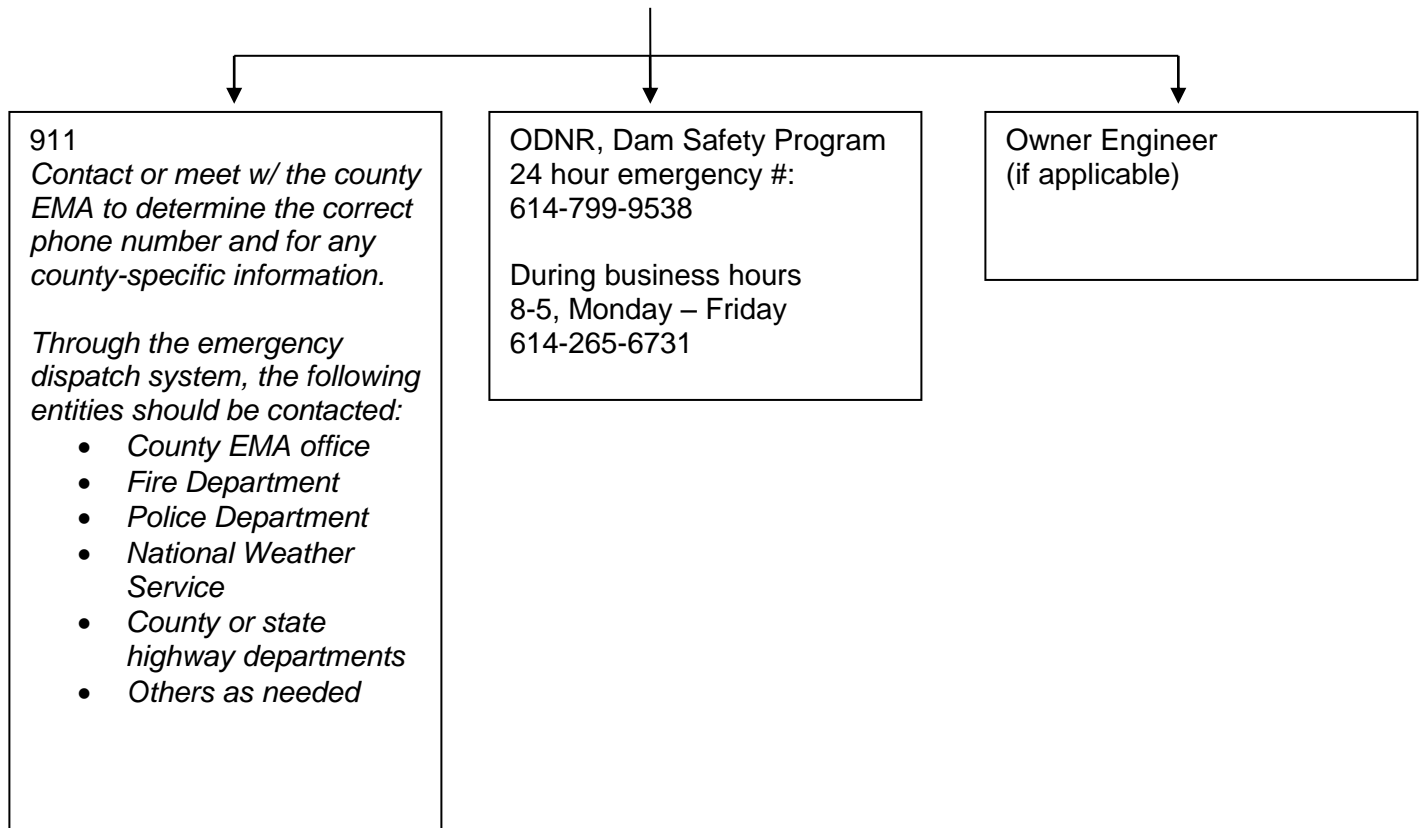 911
Contact or meet w/ the county
EMA to determine the correct
phone number and for any
county-specific information.
Through the emergency
dispatch system, the following
entities should be contacted:
• County EMA office
• Fire Department
• Police Department
• National Weather
Service
• County or state
highway departments
• Others as needed
ODNR, Dam Safety Program
24 hour emergency #:
614-799-9538
During business hours
8-5, Monday – Friday
614-265-6731
Owner Engineer
(if applicable)